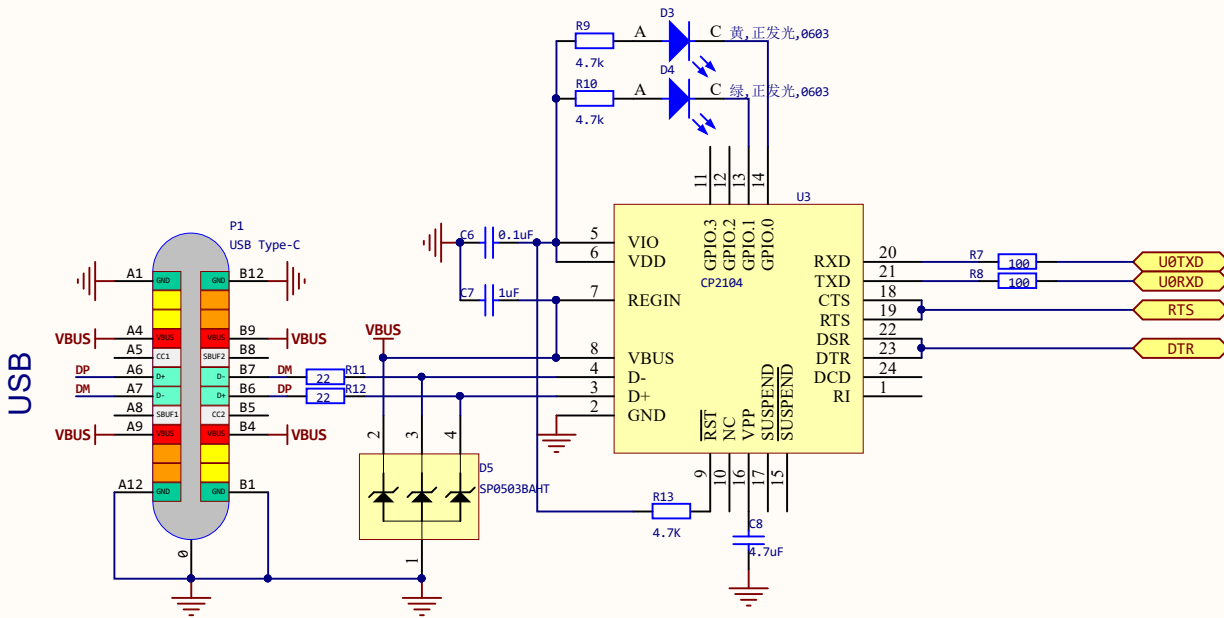 D3
R9
A
C
黄,正发光,0603
4.7k
D4
R10
A
C
绿,正发光,0603
4.7k
11
12
13
14
U3
P1
USB Type-C
C6
0.1uF
5
VIO
GPIO.3
GPIO.2
GPIO.1
GPIO.0
RXD
20
R7
100
U0TXD
6
VDD
CP2104
TXD
21
R8
100
U0RXD
A1
GND
GND
B12
C7
1uF
7
REGIN
CTS
18
RTS
19
RTS
VBUS
A4
VBUS
VBUS
B9
VBUS
VBUS
DSR
22
A5
CC1
SBUF2
B8
8
VBUS
DTR
23
DTR
USB
DP
A6
D+
D-
B7
DM
22
R11
4
D-
DCD
24
DM
A7
D-
D+
B6
DP
22
R12
3
D+
RI
1
A8
SBUF1
CC2
B5
2
GND
VBUS
A9
VBUS
VBUS
B4
VBUS
2
3
4
RST
NC
VPP
SUSPEND
SUSPEND
D5
SP0503BAHT
9
10
16
17
15
A12
GND
GND
B1
R13
4.7K
C8
4.7uF
0
1